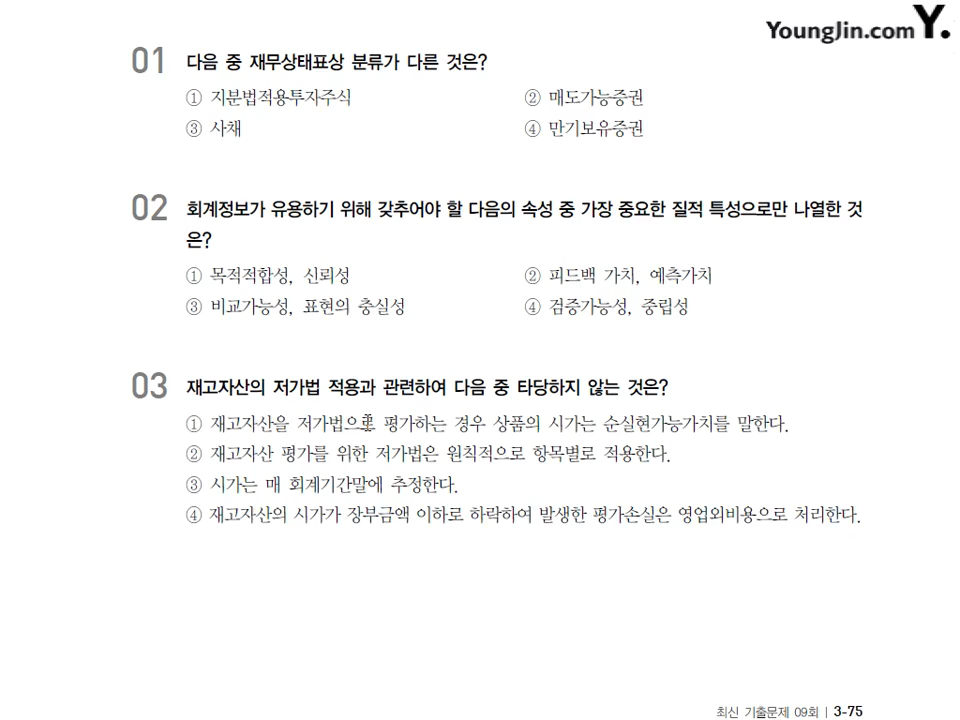 YoungJin.com Y.
01 다음 중 재무상태표상 분류가 다른 것은?
① 지분법적용투자주식 ② 매도가능증권
③ 사채 ④ 만기보유증권
02 회계정보가 유용하기 위해 갖추어야 할 다음의 속성 중 가장 중요한 질적 특성으로만 나열한 것
은?
① 목적적합성, 신뢰성 ② 피드백 가치, 예측가치
③ 비교가능성, 표현의 충실성 ④ 검증가능성, 중립성
03 재고자산의 저가법 적용과 관련하여 다음 중 타당하지 않는 것은?
① 재고자산을 저가법으로 평가하는 경우 상품의 시가는 순실현가능가치를 말한다.
② 재고자산 평가를 위한 저가법은 원칙적으로 항목별로 적용한다.
③ 시가는 매 회계기간말에 추정한다.
④ 재고자산의 시가가 장부금액 이하로 하락하여 발생한 평가손실은 영업외비용으로 처리한다.
최신 기출문제 09회 | 3-75